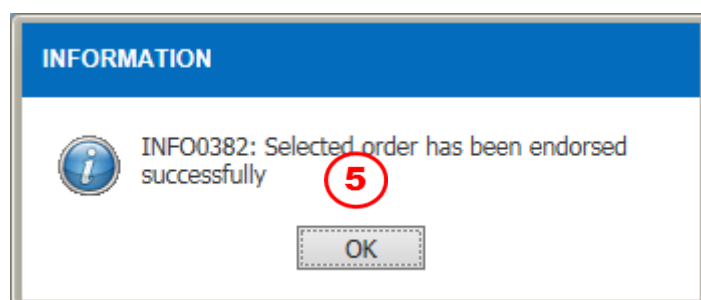 INFORMATION
INFO0382: Selected order has been endorsed
successfully
5
OK